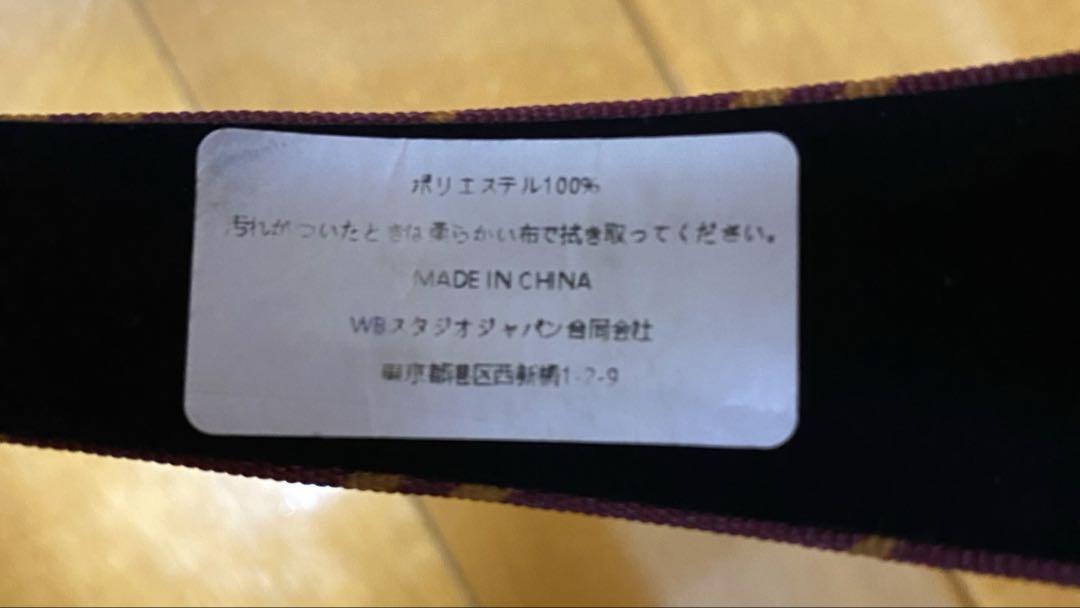 ポリエステル100%
汚れがついたときは柔らかい布で拭き取ってください。
MADE IN CHINA
WBスタジオジャパン合同会社
東京都港区西新橋1-2-9